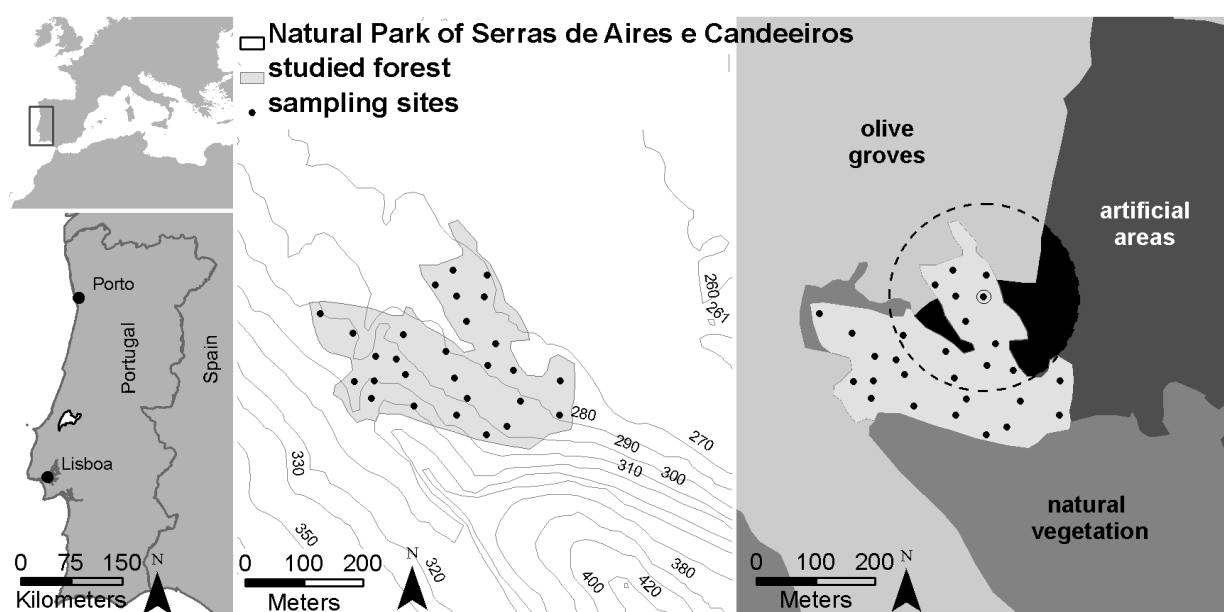 Natural Park of Serras de Aires e Candeeiros
studied forest
sampling sites
Porto
Portugal
Spain
Lisboa
0 75 150
N
Kilometers
260
261
280
270
290
300
310
330
350
320
380
400
420
0 100 200
N
Meters
olive
groves
artificial
areas
natural
vegetation
0 100 200
N
Meters